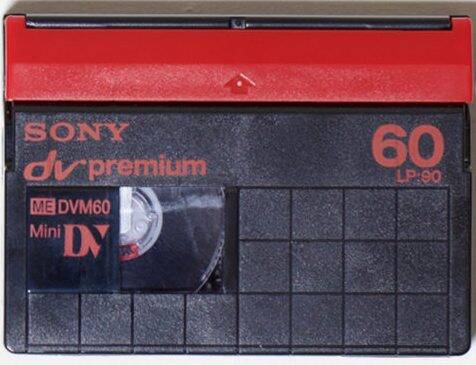 SONY
dv premium
60
LP:90
ME DVM60
Mini DV